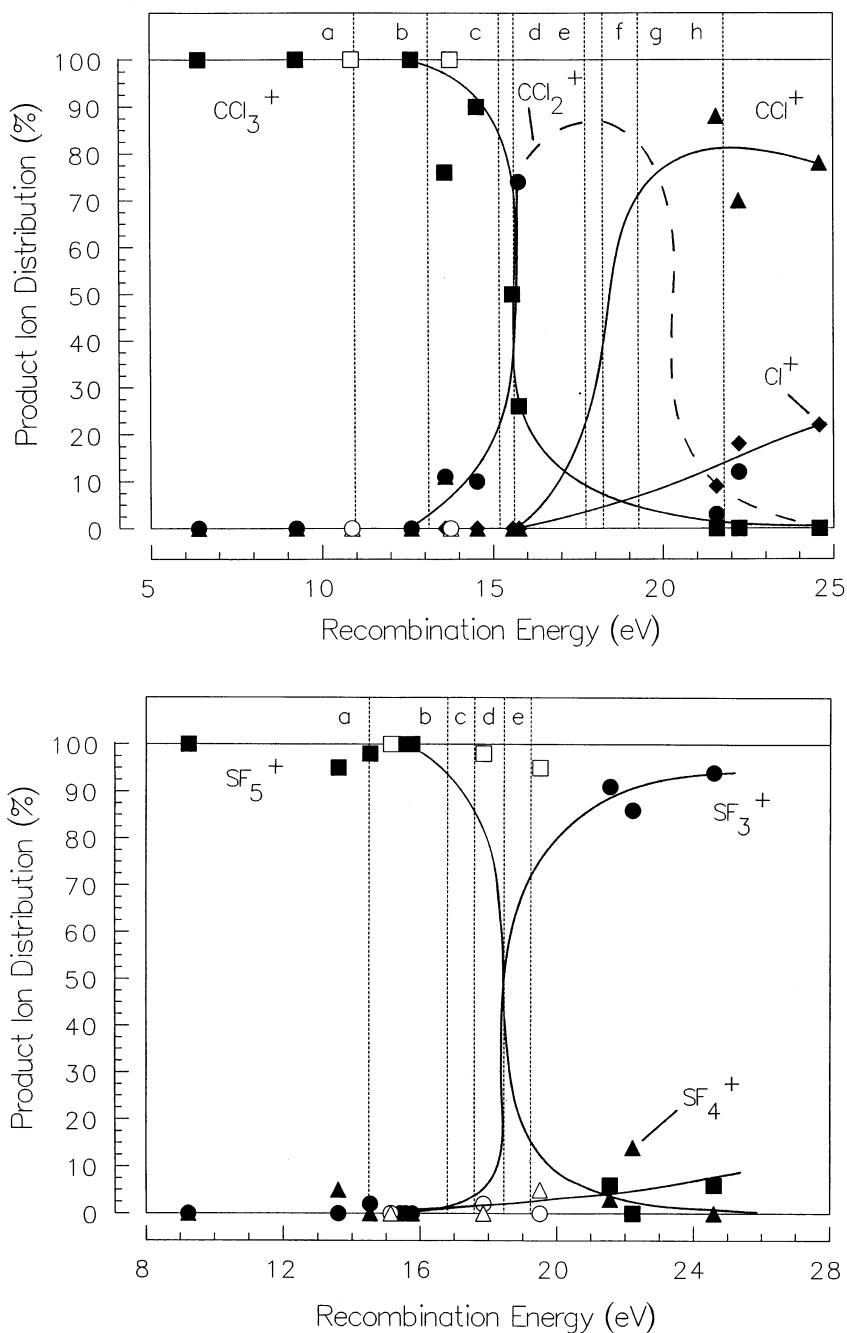 a b c d e f g h
100
90
80
70
60
50
40
30
20
10
0
Product Ion Distribution (%)
CCl₃⁺
CCl₂⁺
CCl⁺
Cl⁺
5 10 15 20 25
Recombination Energy (eV)
a b c d e
100
90
80
70
60
50
40
30
20
10
0
Product Ion Distribution (%)
SF₅⁺
SF₃⁺
SF₄⁺
8 12 16 20 24 28
Recombination Energy (eV)